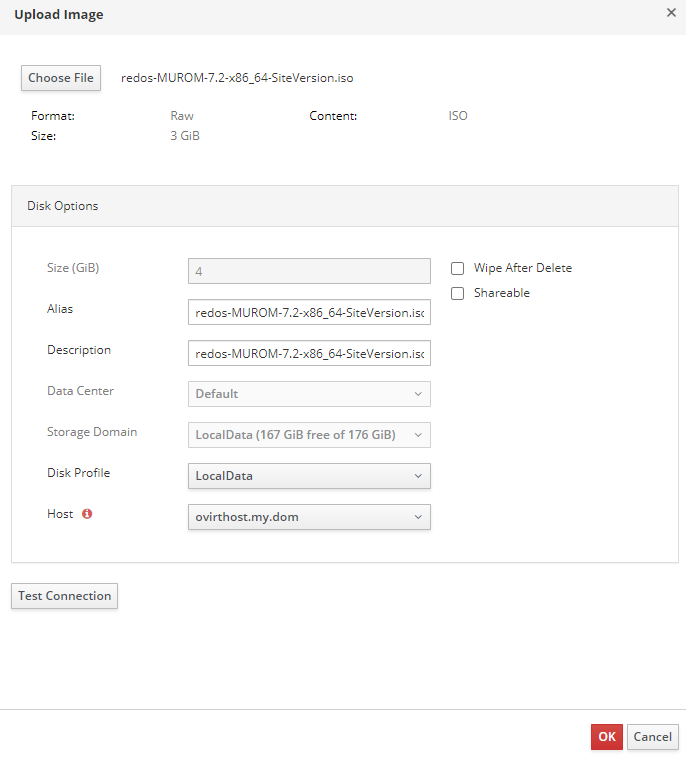 Upload Image
Choose File redos-MUROM-7.2-x86_64-SiteVersion.iso
Format: Raw Content: ISO
Size: 3 GiB
Disk Options
Size (GiB) 4 Wipe After Delete
Shareable
Alias redos-MUROM-7.2-x86_64-SiteVersion.isc
Description redos-MUROM-7.2-x86_64-SiteVersion.isc
Data Center Default
Storage Domain LocalData (167 GiB free of 176 GiB)
Disk Profile LocalData
Host ovirthost.my.dom
Test Connection
OK Cancel